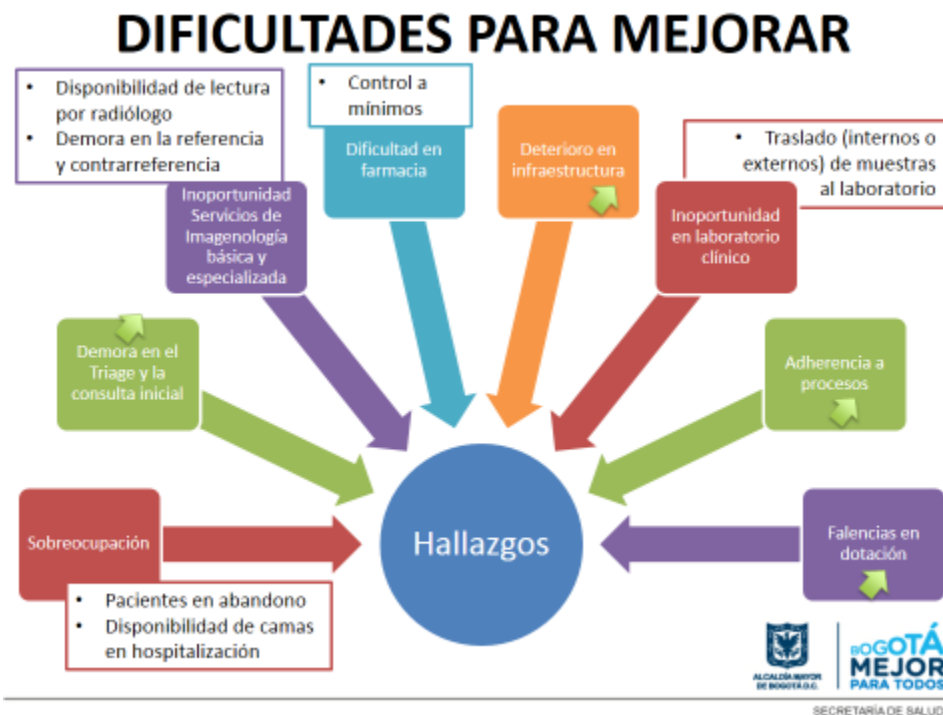 DIFICULTADES PARA MEJORAR
• Disponibilidad de lectura
por radiólogo
• Demora en la referencia
y contrarreferencia
Inoportunidad
Servicios de
Imagenología
básica y
especializada
• Control a
mínimos
Dificultad en
farmacia
Deterioro en
infraestructura
• Traslado (internos o
externos) de muestras
al laboratorio
Inoportunidad
en laboratorio
clínico
Demora en el
Triage y la
consulta inicial
Adherencia a
procesos
Sobreocupación
• Pacientes en abandono
• Disponibilidad de camas
en hospitalización
Hallazgos
Falencias en
dotación
ALCALDÍA MAYOR
DE BOGOTÁ D.C.
BOGOTÁ
MEJOR
PARA TODOS
SECRETARÍA DE SALUD